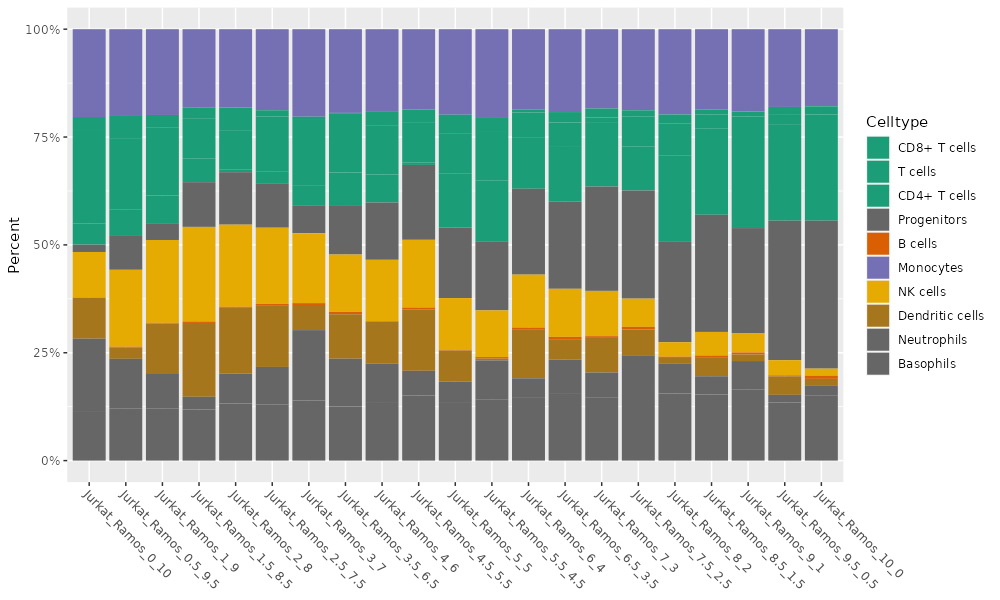 100%
75%
50%
25%
0%
Percent
Jurkat_Ramos_0_10
Jurkat_Ramos_0.5_9.5
Jurkat_Ramos_1_9
Jurkat_Ramos_1.5_8.5
Jurkat_Ramos_2_8
Jurkat_Ramos_2.5_7.5
Jurkat_Ramos_3_7
Jurkat_Ramos_3.5_6.5
Jurkat_Ramos_4_6
Jurkat_Ramos_4.5_5.5
Jurkat_Ramos_5_5
Jurkat_Ramos_5.5_4.5
Jurkat_Ramos_6_4
Jurkat_Ramos_6.5_3.5
Jurkat_Ramos_7_3
Jurkat_Ramos_7.5_2.5
Jurkat_Ramos_8_2
Jurkat_Ramos_8.5_1.5
Jurkat_Ramos_9_1
Jurkat_Ramos_9.5_0.5
Jurkat_Ramos_10_0
Celltype
CD8+ T cells
T cells
CD4+ T cells
Progenitors
B cells
Monocytes
NK cells
Dendritic cells
Neutrophils
Basophils